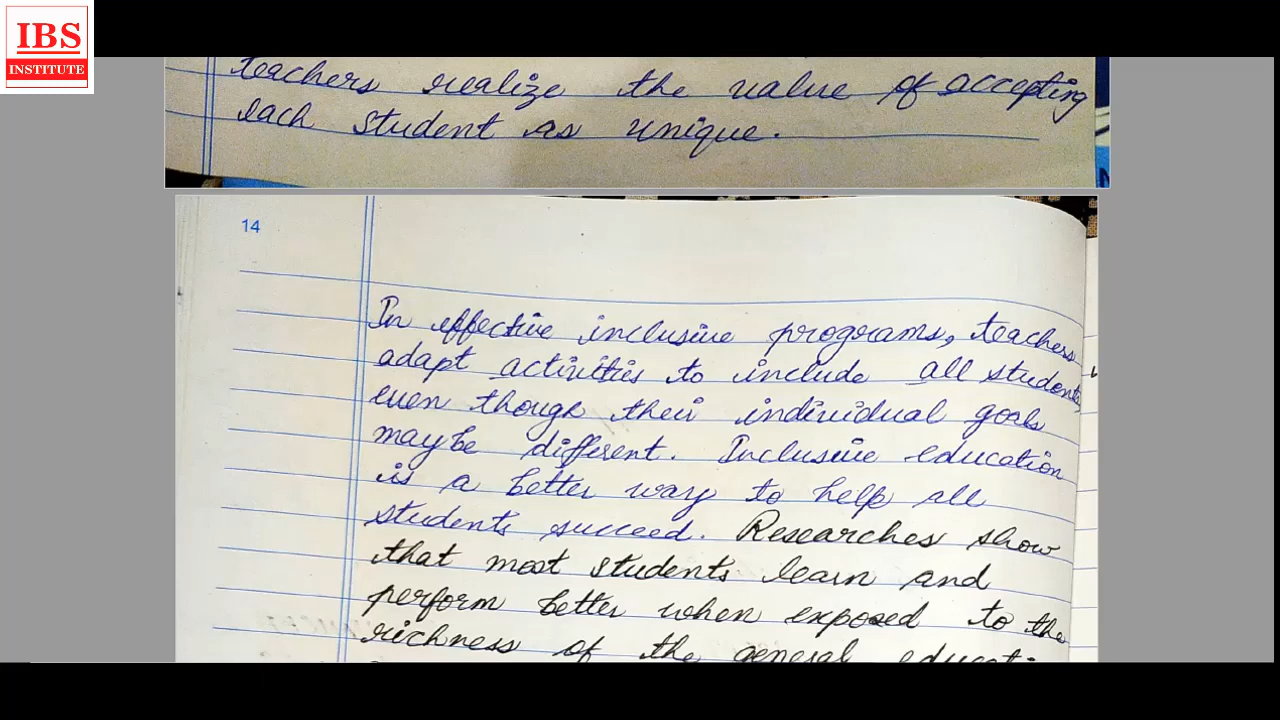 IBS
INSTITUTE
teachers realize the value of accepting
each student as unique.
14
In effective inclusive programs, teachers
adapt activities to include all students,
even though their individual goals
maybe different. Inclusive education
is a better way to help all
students succeed. Researches show
that most students learn and
perform better when exposed to the
richness of the general